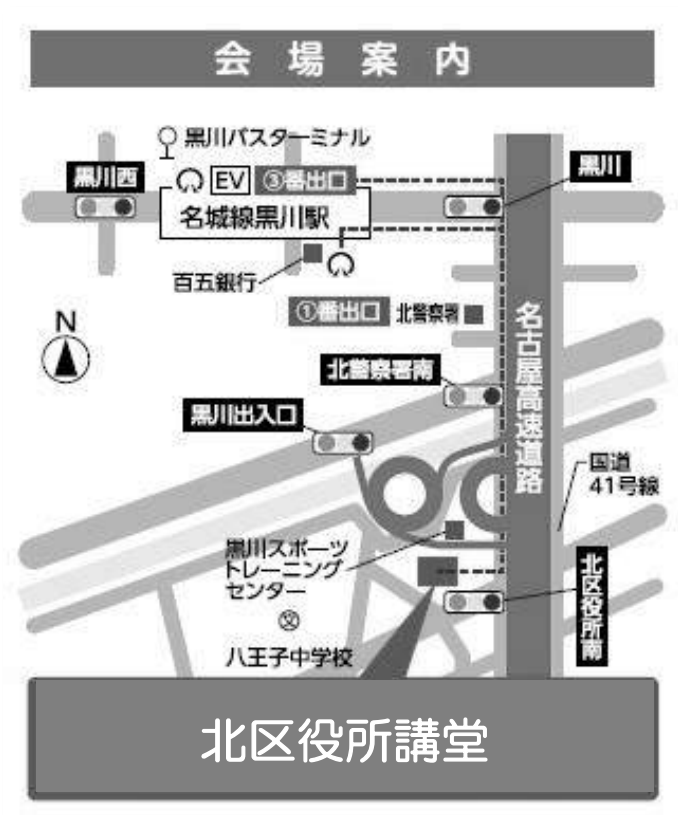 会場案内
黒川バスターミナル
黒川西
EV
③番出口
黒川
名城線黒川駅
百五銀行
①番出口
北警察署
N
名古屋高速道路
北警察署南
黒川出入口
国道
41号線
黒川スポーツ
トレーニング
センター
北区役所南
文
八王子中学校
北区役所講堂